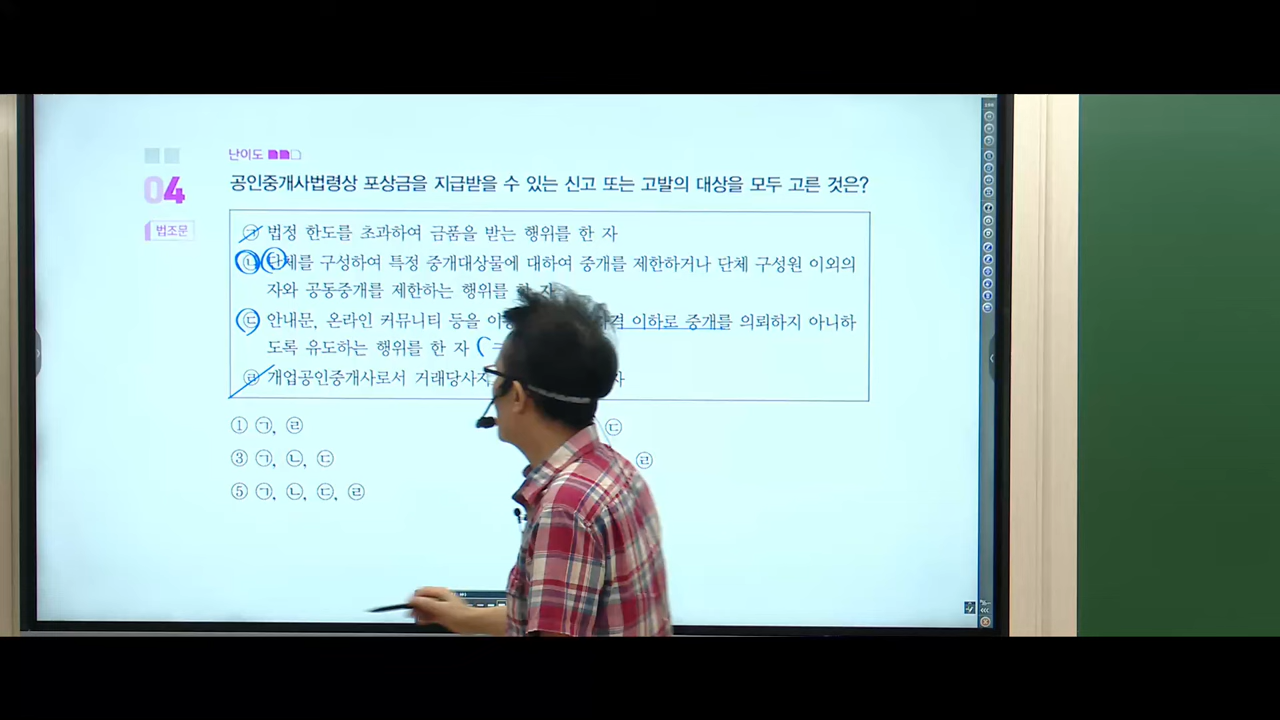 난이도
04
공인중개사법령상 포상금을 지급받을 수 있는 신고 또는 고발의 대상을 모두 고른 것은?
법조문
㉠ 법정 한도를 초과하여 금품을 받는 행위를 한 자
㉡ 단체를 구성하여 특정 중개대상물에 대하여 중개를 제한하거나 단체 구성원 이외의
자와 공동중개를 제한하는 행위를 한 자
㉢ 안내문, 온라인 커뮤니티 등을 이하로 중개를 의뢰하지 아니하
도록 유도하는 행위를 한 자
㉣ 개업공인중개사로서 자
① ㉠, ㉣
㉢
③ ㉠, ㉡, ㉢
㉣
⑤ ㉠, ㉡, ㉢, ㉣